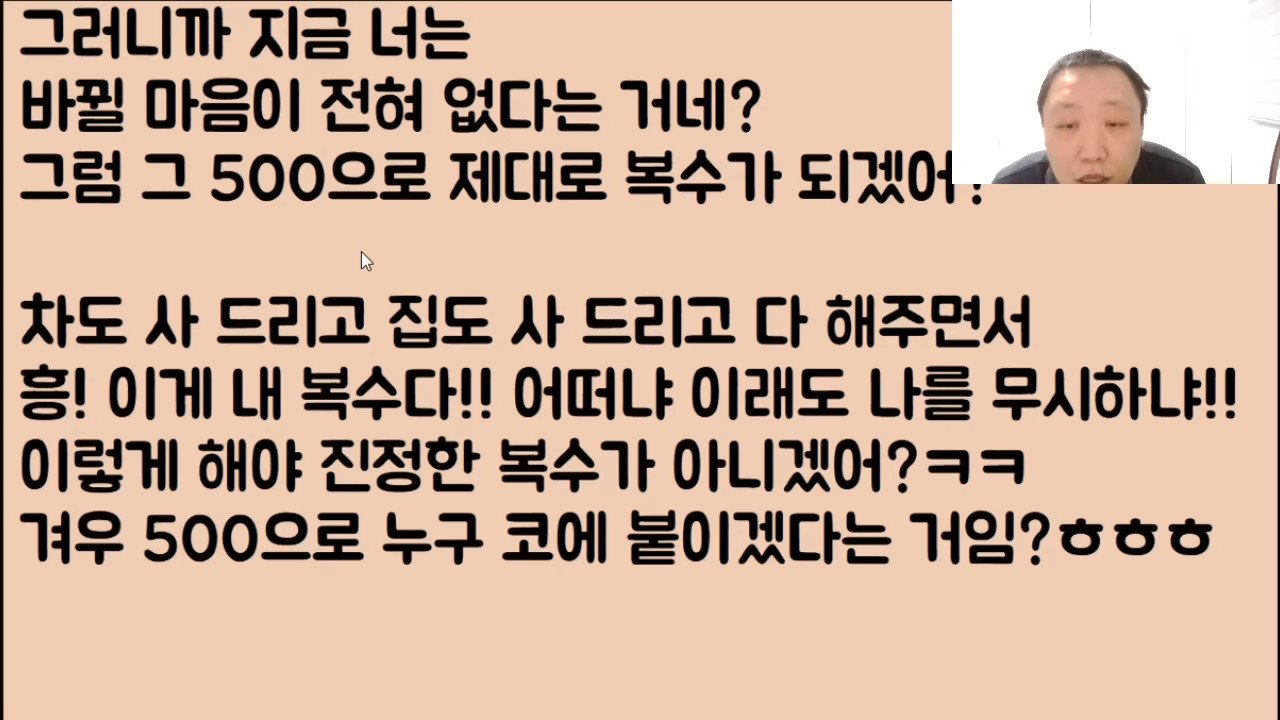 그러니까 지금 너는
바뀔 마음이 전혀 없다는 거네?
그럼 그 500으로 제대로 복수가 되겠어?
차도 사 드리고 집도 사 드리고 다 해주면서
흥! 이게 내 복수다!! 어떠냐 이래도 나를 무시하냐!!
이렇게 해야 진정한 복수가 아니겠어?ㅋㅋ
겨우 500으로 누구 코에 붙이겠다는 거임?ㅎㅎㅎ